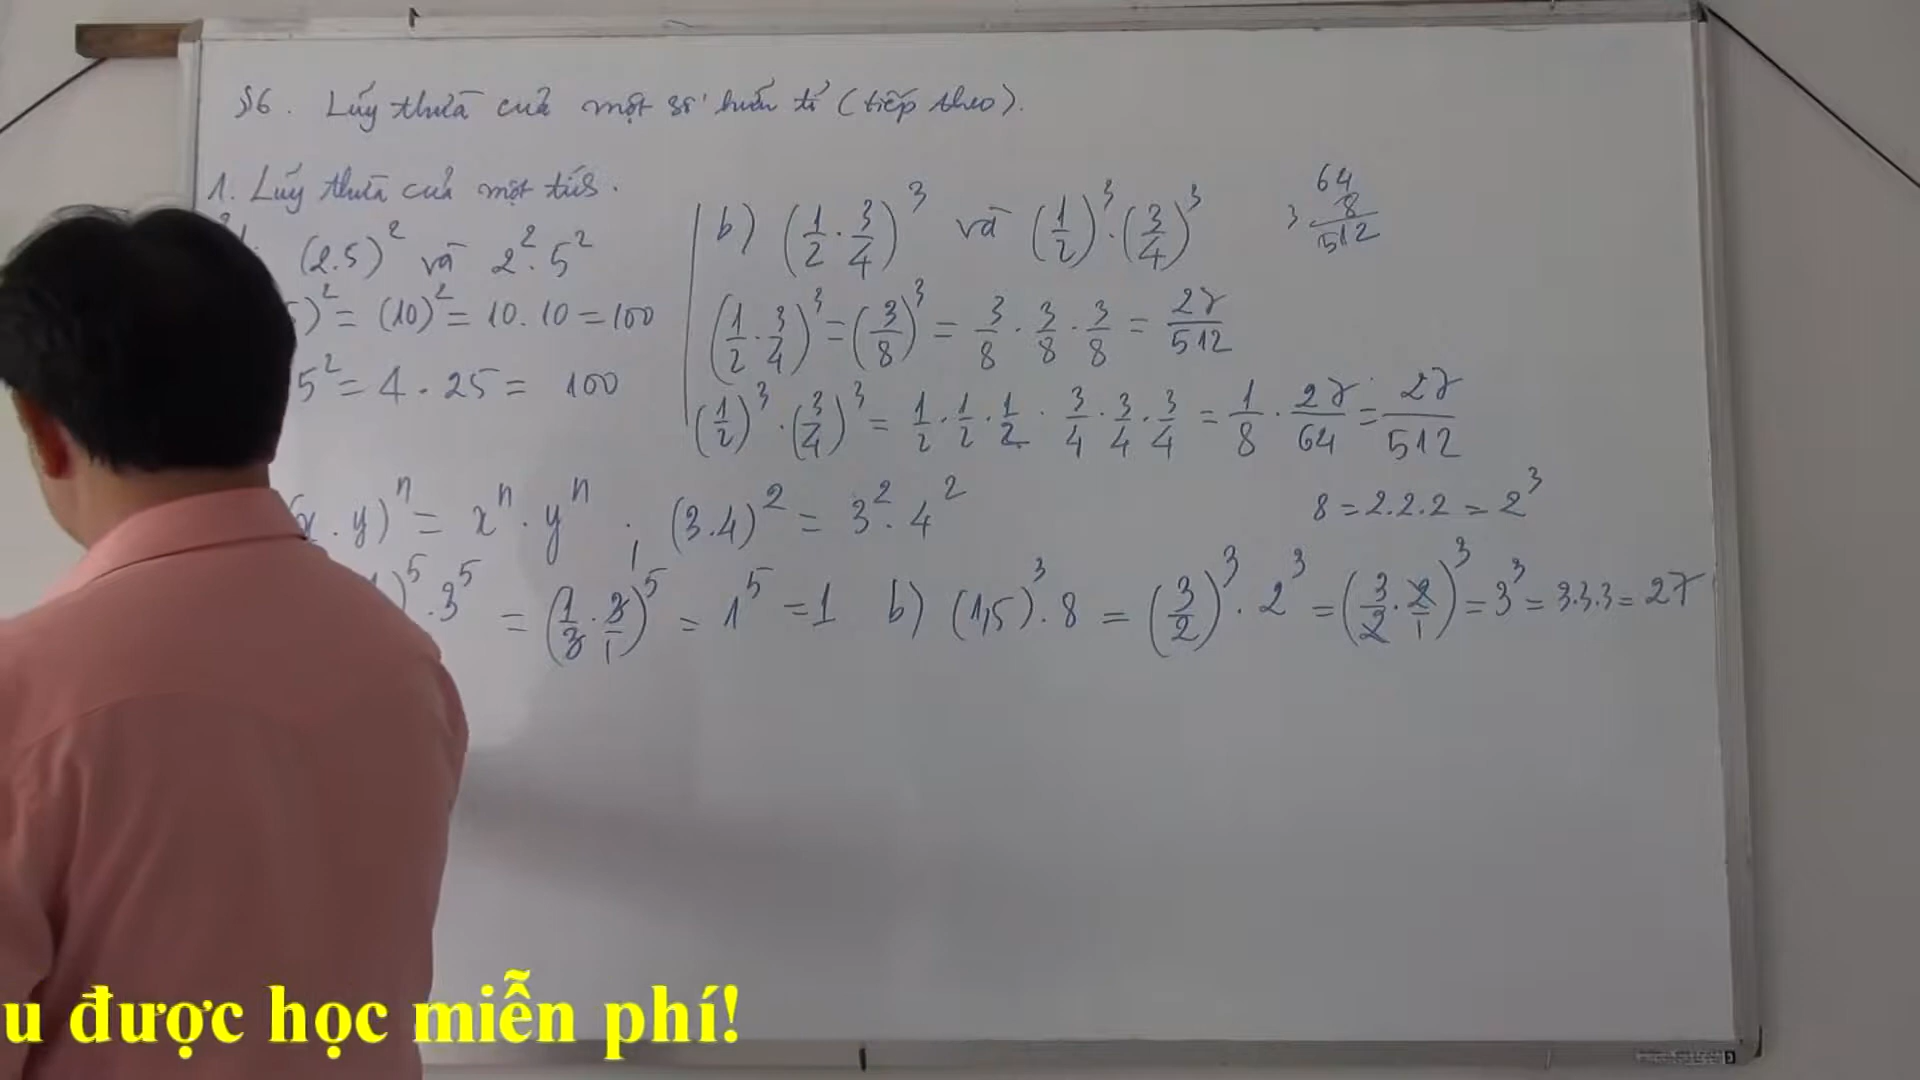 §6. Lũy thừa của một số hữu tỉ (tiếp theo).
1. Lũy thừa của một tích.
(2.5)² và 2².5²
)² = (10)² = 10.10 = 100
5² = 4.25 = 100
b) (1/2 . 3/4)³ và (1/2)³.(3/4)³
64
3 8
512
(1/2 . 3/4)³ = (3/8)³ = 3/8 . 3/8 . 3/8 = 27/512
(1/2)³.(3/4)³ = 1/2 . 1/2 . 1/2 . 3/4 . 3/4 . 3/4 = 1/8 . 27/64 = 27/512
(x.y)ⁿ = xⁿ.yⁿ ; (3.4)² = 3².4²
8 = 2.2.2 = 2³
)⁵.3⁵ = (1/3 . 3/1)⁵ = 1⁵ = 1 b) (1,5)³.8 = (3/2)³.2³ = (3/2 . 2/1)³ = 3³ = 3.3.3 = 27
u được học miễn phí!